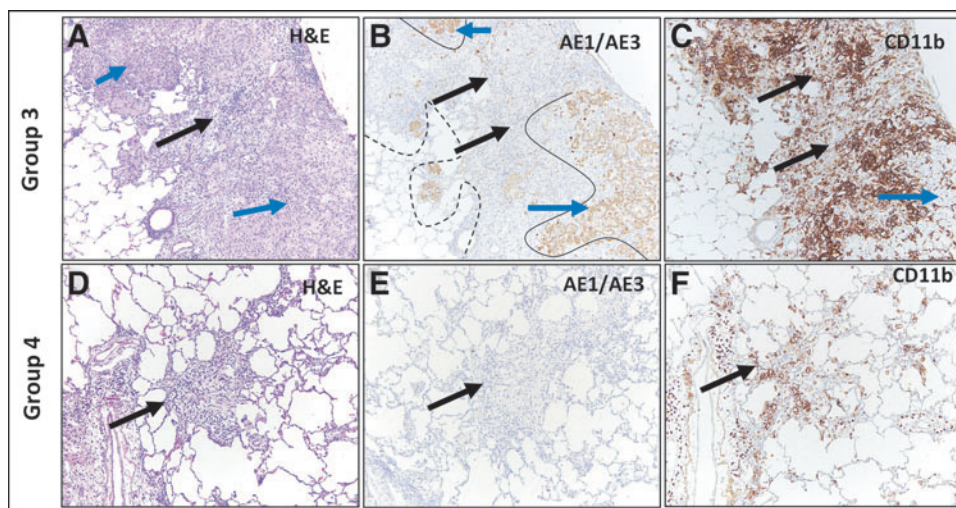 Group 3
A
H&E
B
AE1/AE3
C
CD11b
Group 4
D
H&E
E
AE1/AE3
F
CD11b